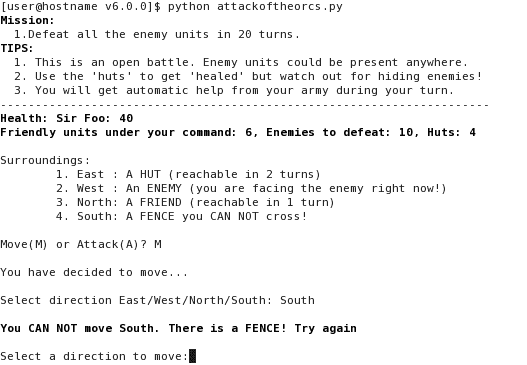 [user@hostname v6.0.0]$ python attackoftheorcs.py
Mission:
1.Defeat all the enemy units in 20 turns.
TIPS:
1. This is an open battle. Enemy units could be present anywhere.
2. Use the 'huts' to get 'healed' but watch out for hiding enemies!
3. You will get automatic help from your army during your turn.
----------------------------------------------------------------------
Health: Sir Foo: 40
Friendly units under your command: 6, Enemies to defeat: 10, Huts: 4
Surroundings:
1. East : A HUT (reachable in 2 turns)
2. West : An ENEMY (you are facing the enemy right now!)
3. North: A FRIEND (reachable in 1 turn)
4. South: A FENCE you CAN NOT cross!
Move(M) or Attack(A)? M
You have decided to move...
Select direction East/West/North/South: South
You CAN NOT move South. There is a FENCE! Try again
Select a direction to move: